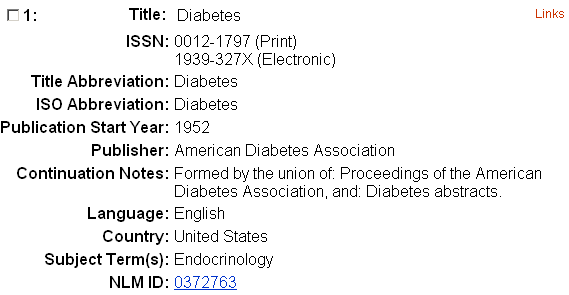 1: Title: Diabetes Links
ISSN: 0012-1797 (Print)
1939-327X (Electronic)
Title Abbreviation: Diabetes
ISO Abbreviation: Diabetes
Publication Start Year: 1952
Publisher: American Diabetes Association
Continuation Notes: Formed by the union of: Proceedings of the American
Diabetes Association, and: Diabetes abstracts.
Language: English
Country: United States
Subject Term(s): Endocrinology
NLM ID: 0372763